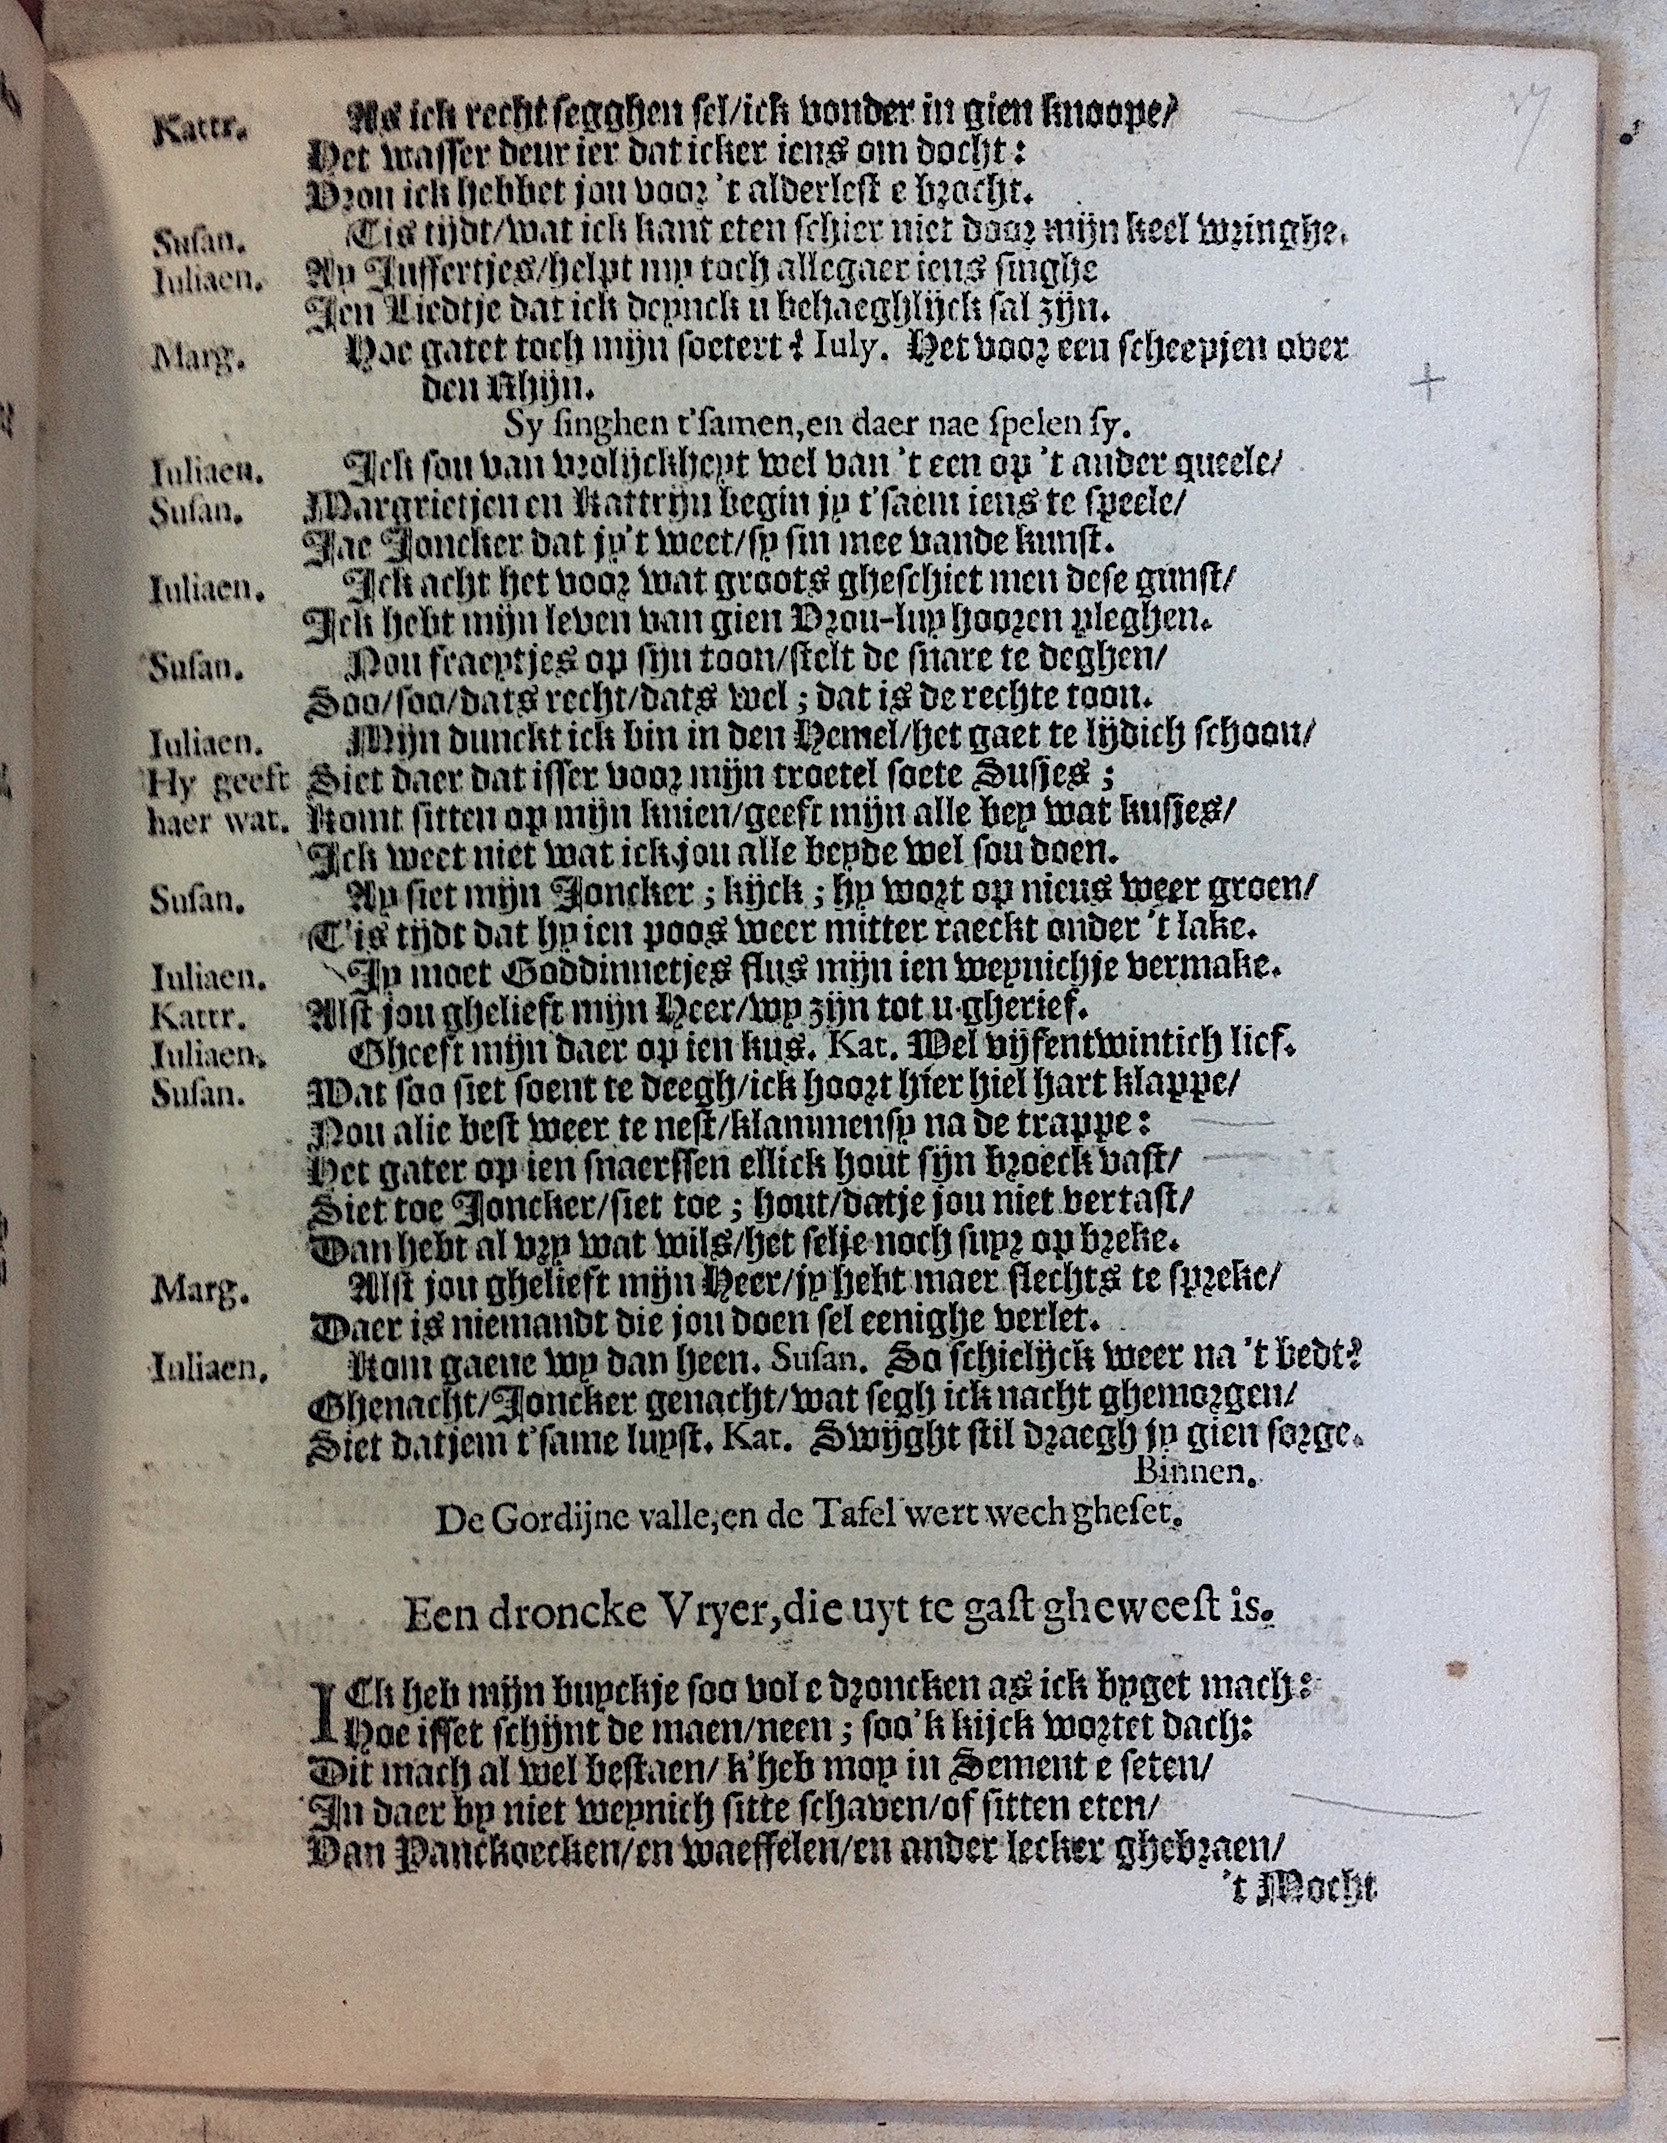 Kattr. As ick recht segghen sel/ick vonder in gien knoope/
Het wasser deur ier dat icker iens om docht:
Vrou ick hebbet jou voor 't alderlest e brocht.
Susan. Tis tijdt/wat ick kant eten schier niet door mijn keel wringhe.
Iuliaen. Ay Juffertjes/helpt my toch allegaer iens singhe
Jen Liedtje dat ick deynck u behaeghlijck sal zijn.
Marg. Hoe gatet toch mijn soetert? Iuly. Het voor een scheepjen over
den Rhijn.
Sy singhen t'samen, en daer nae spelen sy.
Iuliaen. Ick sou van vrolijckheyt wel van 't een op 't ander queele/
Susan. Margrietjen en Kattrijn begin jy t'saem iens te speele/
Jae Joncker dat jy't weet/sy sin mee vande kunst.
Iuliaen. Ick acht het voor wat groots gheschiet men dese gunst/
Ick hebt mijn leven van gien Vrou-luy hooren pleghen.
Susan. Nou fraeytjes op sijn toon/stelt de snare te deghen/
Soo/soo/dats recht/dats wel; dat is de rechte toon.
Iuliaen. Mijn dunckt ick bin in den Hemel/het gaet te lijdich schoon/
Hy geeft Siet daer dat isser voor mijn troetel soete Susjes;
haer wat. Komt sitten op mijn knien/geeft mijn alle bey wat kusjes/
Ick weet niet wat ick jou alle beyde wel sou doen.
Susan. Ay siet mijn Joncker; kijck; hy wort op nieus weer groen/
T'is tijdt dat hy ien poos weer mitter raeckt onder 't lake.
Iuliaen. Jy moet Goddinnetjes flus mijn ien weynichje vermake.
Kattr. Alst jou ghelieft mijn Heer/wy zijn tot u gherief.
Iuliaen. Gheeft mijn daer op ien kus. Kat. Wel vijfentwintich lief.
Susan. Wat soo siet soent te deegh/ick hoort hier hiel hart klappe/
Nou alie best weer te nest/klammensy na de trappe:
Het gater op ien snaerssen ellick hout sijn broeck vast/
Siet toe Joncker/siet toe; hout/datje jou niet vertast/
Dan hebt al vry wat wils/het selje noch suyr op breke.
Marg. Alst jou ghelieft mijn Heer/jy hebt maer slechts te spreke/
Daer is niemandt die jou doen sel eenighe verlet.
Iuliaen. Kom gaene wy dan heen. Susan. So schielijck weer na 't bedt?
Ghenacht/Joncker genacht/wat segh ick nacht ghemorgen/
Siet datjem t'same luyst. Kat. Swijght stil draegh jy gien sorge.
Binnen.
De Gordijne valle, en de Tafel wert wech gheset.
Een droncke Vryer, die uyt te gast gheweest is.
ICk heb mijn buyckje soo vol e droncken as ick byget mach:
Hoe isset schijnt de maen/neen; soo'k kijck wortet dach:
Dit mach al wel bestaen/k'heb moy in Sement e seten/
In daer by niet weynich sitte schaven/of sitten eten/
Van Panckoecken/en waeffelen/en ander lecker ghebraen/
't Mocht